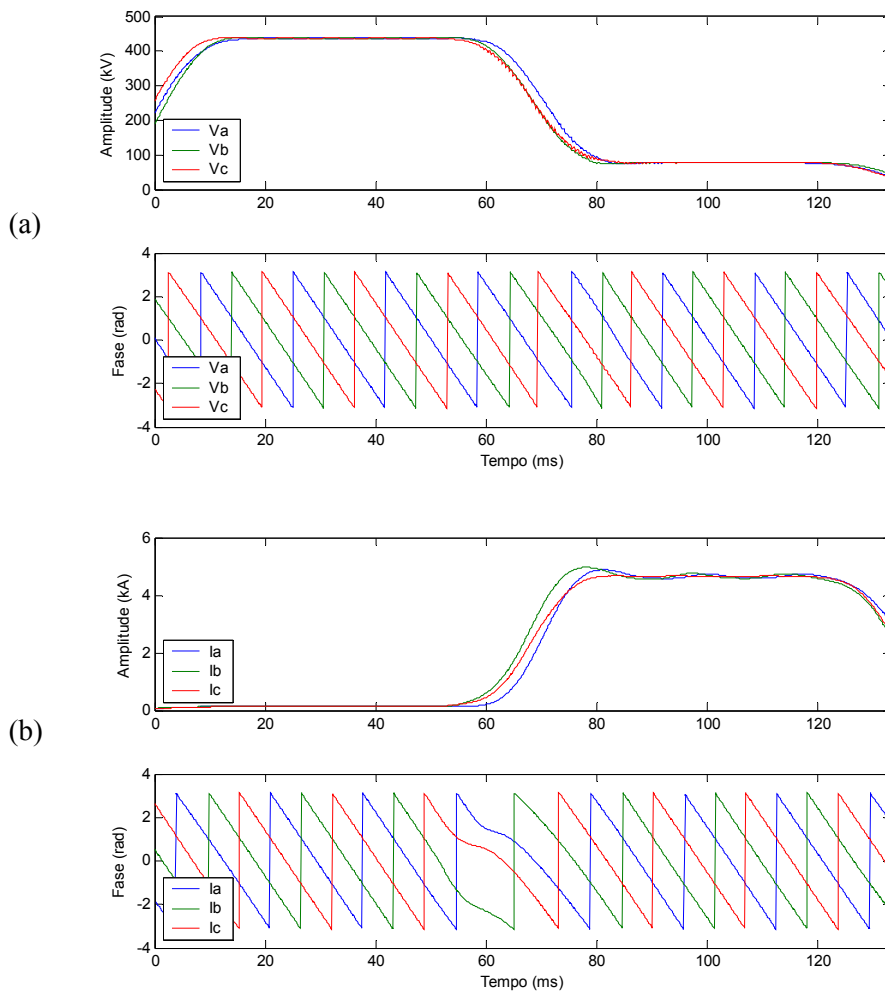 500
400
300
200
100
0
Amplitude (kV)
Va
Vb
Vc
0 20 40 60 80 100 120
(a)
4
2
0
-2
-4
Fase (rad)
Va
Vb
Vc
0 20 40 60 80 100 120
Tempo (ms)
6
4
2
0
Amplitude (kA)
Ia
Ib
Ic
0 20 40 60 80 100 120
(b)
4
2
0
-2
-4
Fase (rad)
Ia
Ib
Ic
0 20 40 60 80 100 120
Tempo (ms)